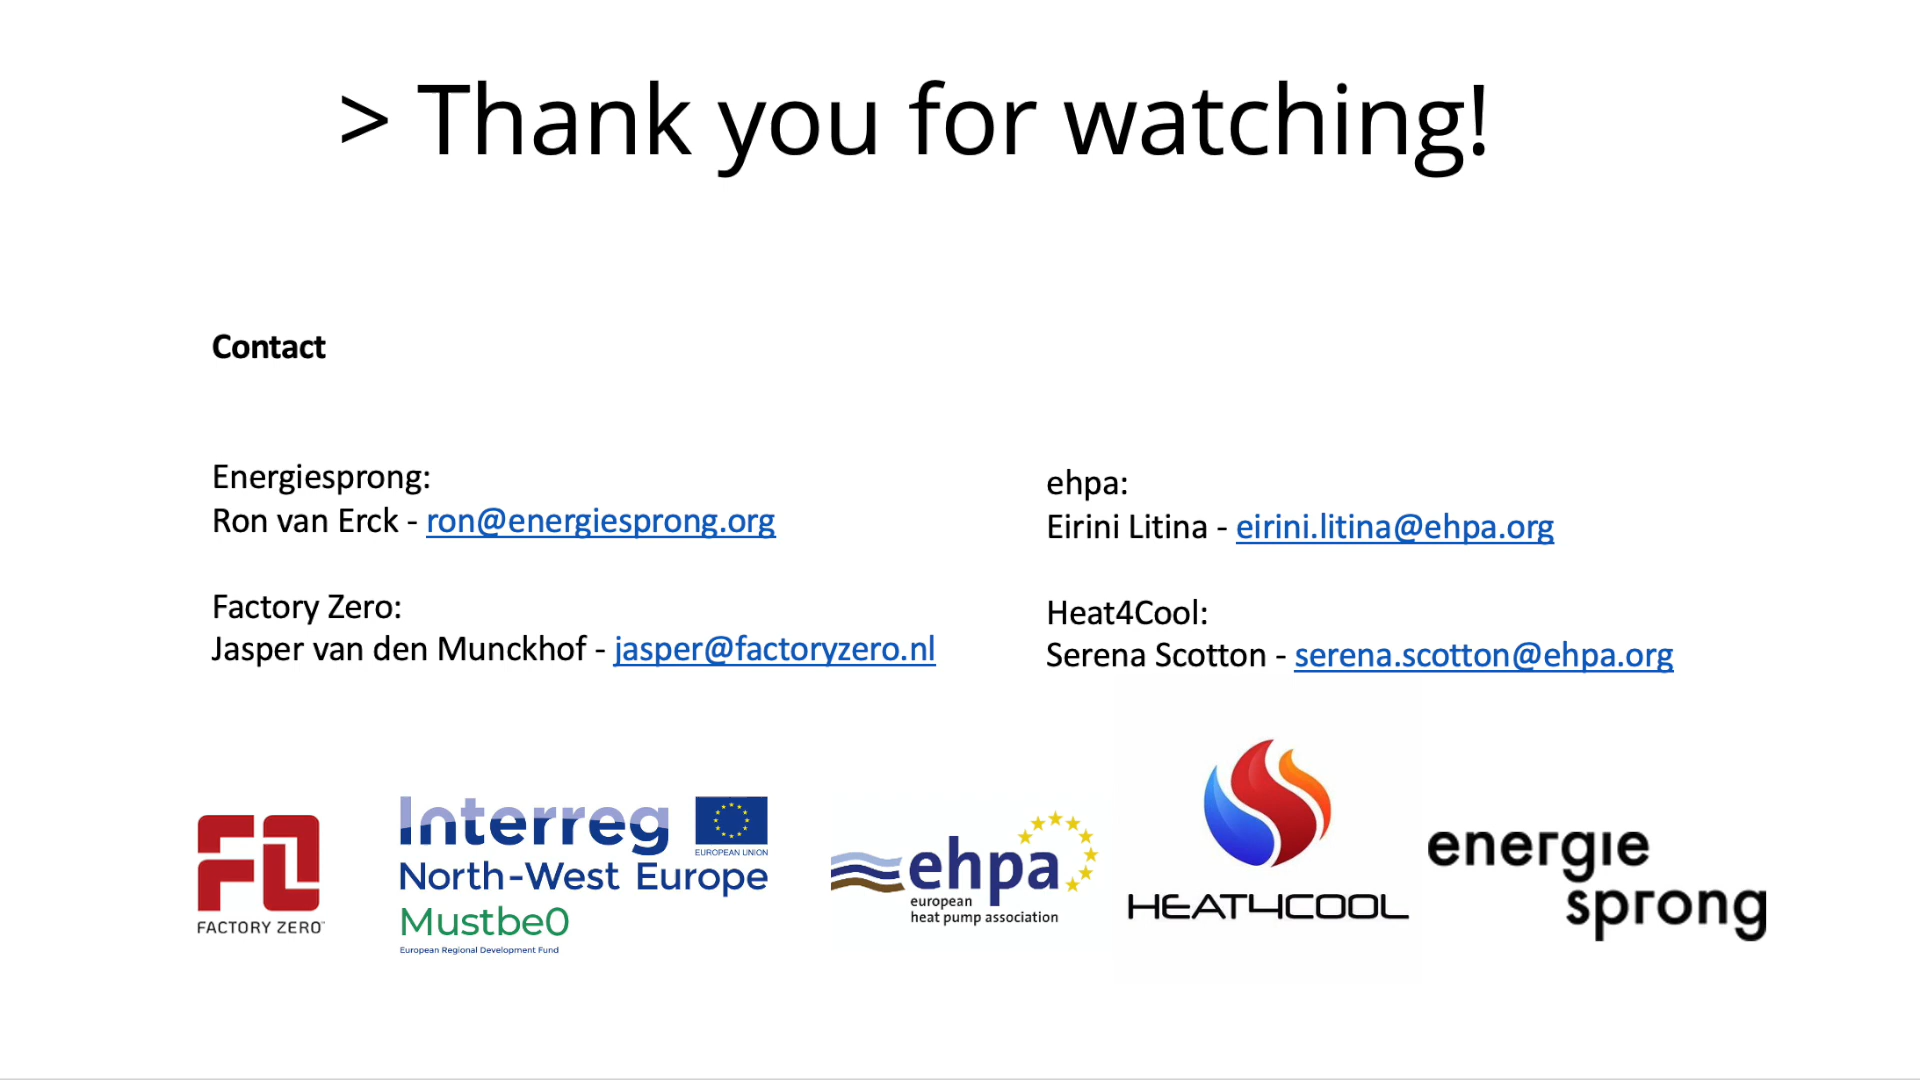 > Thank you for watching!
Contact
Energiesprong:
Ron van Erck - ron@energiesprong.org
Factory Zero:
Jasper van den Munckhof - jasper@factoryzero.nl
ehpa:
Eirini Litina - eirini.litina@ehpa.org
Heat4Cool:
Serena Scotton - serena.scotton@ehpa.org
FACTORY ZERO™
Interreg
EUROPEAN UNION
North-West Europe
Mustbe0
European Regional Development Fund
ehpa
european
heat pump association
HEAT4COOL
energie
sprong